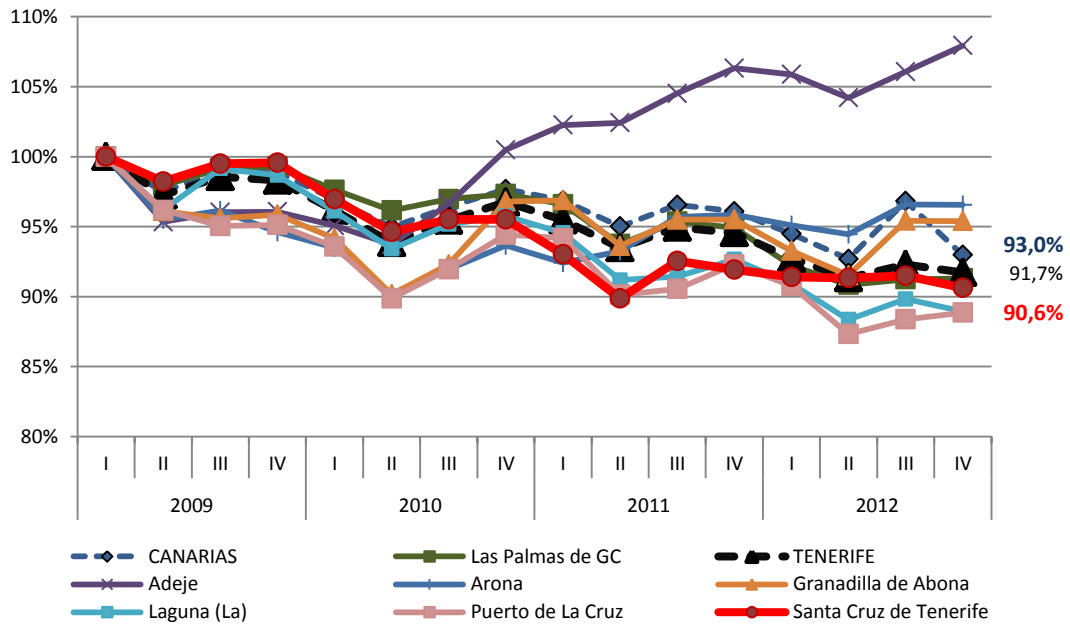 110%
105%
100%
95%
90%
85%
80%
93,0%
91,7%
90,6%
I II III IV I II III IV I II III IV I II III IV
2009 2010 2011 2012
CANARIAS Las Palmas de GC TENERIFE
Adeje Arona Granadilla de Abona
Laguna (La) Puerto de La Cruz Santa Cruz de Tenerife